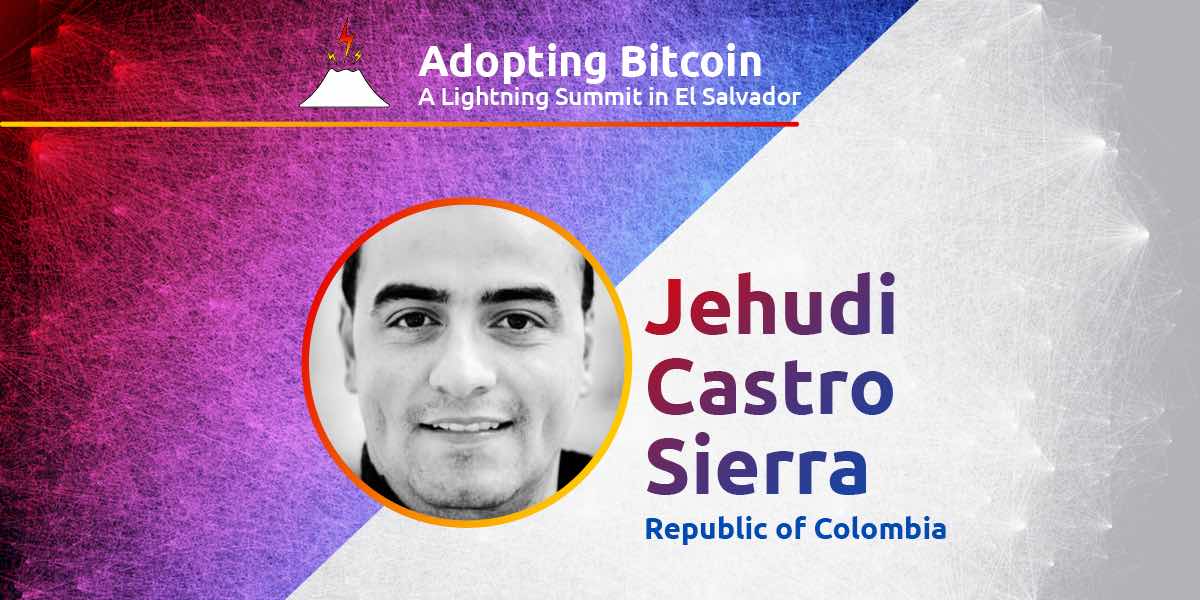 Adopting Bitcoin
A Lightning Summit in El Salvador
Jehudi
Castro
Sierra
Republic of Colombia